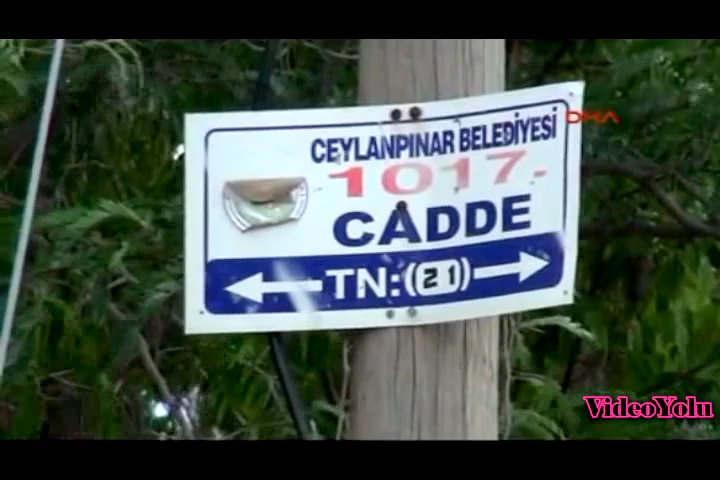 CEYLANPINAR BELEDİYESİ
DHA
1017.
CADDE
TN:((21))
VideoYolu